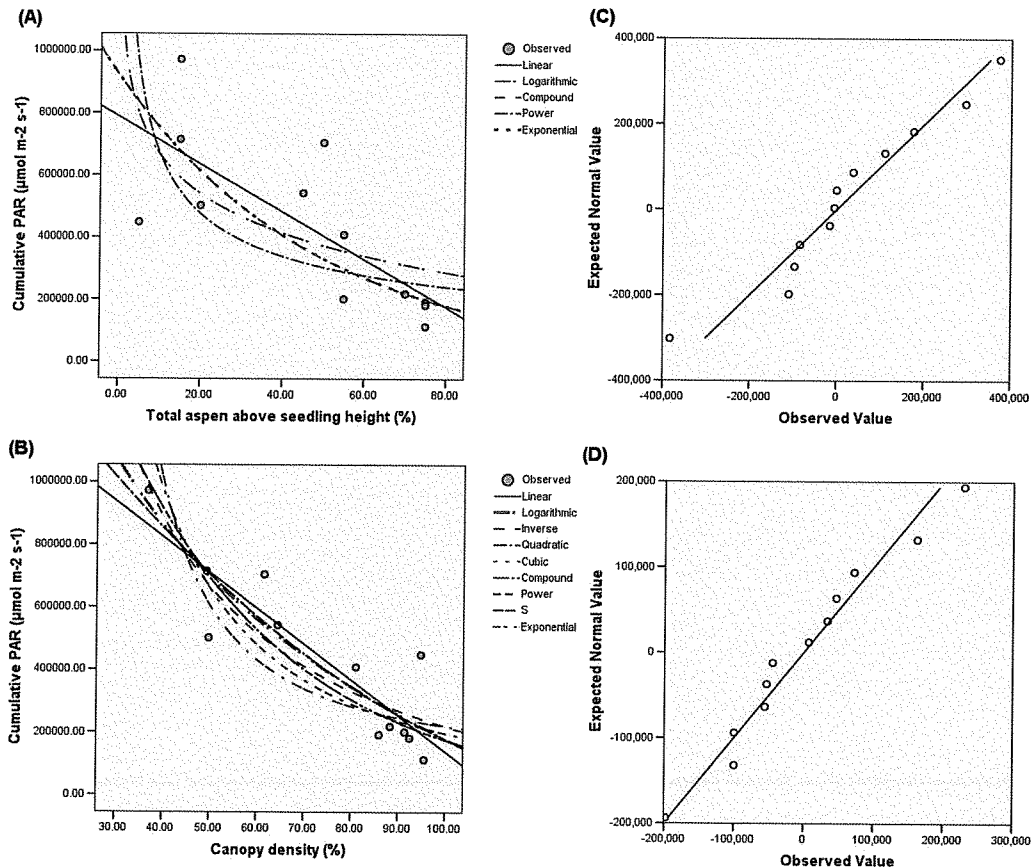 (A)
Cumulative PAR (µmol m-2 s-1)
1000000.00
800000.00
600000.00
400000.00
200000.00
0.00
0.00 20.00 40.00 60.00 80.00
Total aspen above seedling height (%)
Observed
Linear
Logarithmic
Compound
Power
Exponential
(C)
Expected Normal Value
400,000
200,000
0
-200,000
-400,000
-400,000 -200,000 0 200,000 400,000
Observed Value
(B)
Cumulative PAR (µmol m-2 s-1)
1000000.00
800000.00
600000.00
400000.00
200000.00
0.00
30.00 40.00 50.00 60.00 70.00 80.00 90.00 100.00
Canopy density (%)
Observed
Linear
Logarithmic
Inverse
Quadratic
Cubic
Compound
Power
S
Exponential
(D)
Expected Normal Value
200,000
100,000
0
-100,000
-200,000
-200,000 -100,000 0 100,000 200,000 300,000
Observed Value